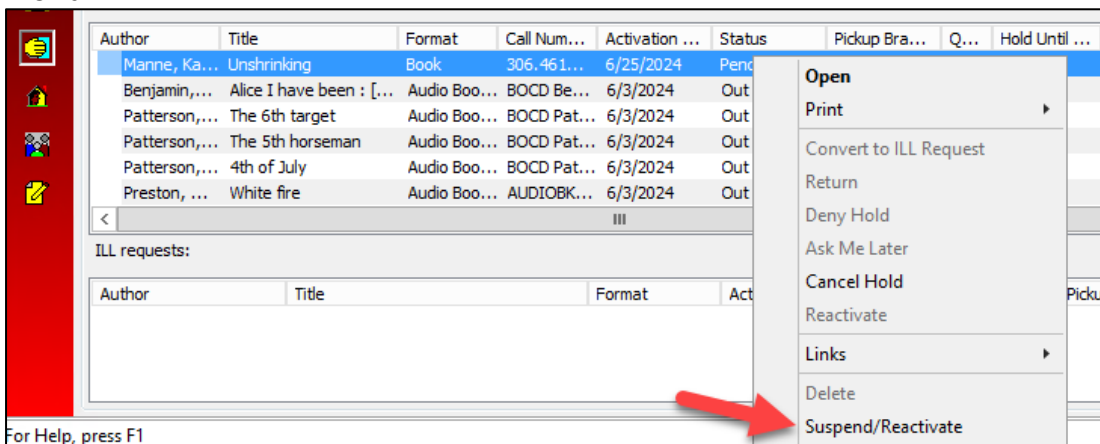 Author Title Format Call Num... Activation ... Status Pickup Bra... Q... Hold Until ...
Manne, Ka... Unshrinking Book 306.461... 6/25/2024 Penc
Benjamin,... Alice I have been : [... Audio Boo... BOCD Be... 6/3/2024 Out
Patterson,... The 6th target Audio Boo... BOCD Pat... 6/3/2024 Out
Patterson,... The 5th horseman Audio Boo... BOCD Pat... 6/3/2024 Out
Patterson,... 4th of July Audio Boo... BOCD Pat... 6/3/2024 Out
Preston, ... White fire Audio Boo... AUDIOBK... 6/3/2024 Out
ILL requests:
Author Title Format Act Picku
Open
Print
Convert to ILL Request
Return
Deny Hold
Ask Me Later
Cancel Hold
Reactivate
Links
Delete
Suspend/Reactivate
For Help, press F1